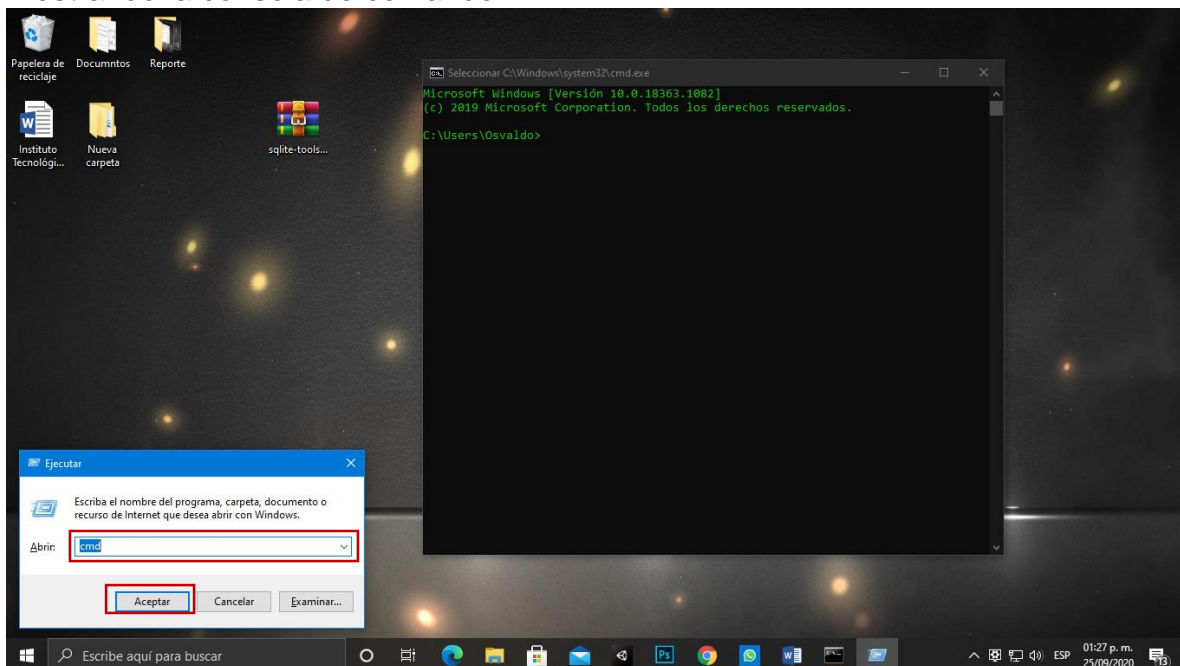 Papelera de
reciclaje
Documntos
Reporte
Instituto
Tecnológi...
Nueva
carpeta
sqlite-tools...
Seleccionar C:\Windows\system32\cmd.exe
Microsoft Windows [Versión 10.0.18363.1082]
(c) 2019 Microsoft Corporation. Todos los derechos reservados.
C:\Users\Osvaldo>
Ejecutar
Escriba el nombre del programa, carpeta, documento o
recurso de Internet que desea abrir con Windows.
Abrir:
cmd
Aceptar
Cancelar
Examinar...
Escribe aquí para buscar
Ps
ESP
01:27 p. m.
25/09/2020
13